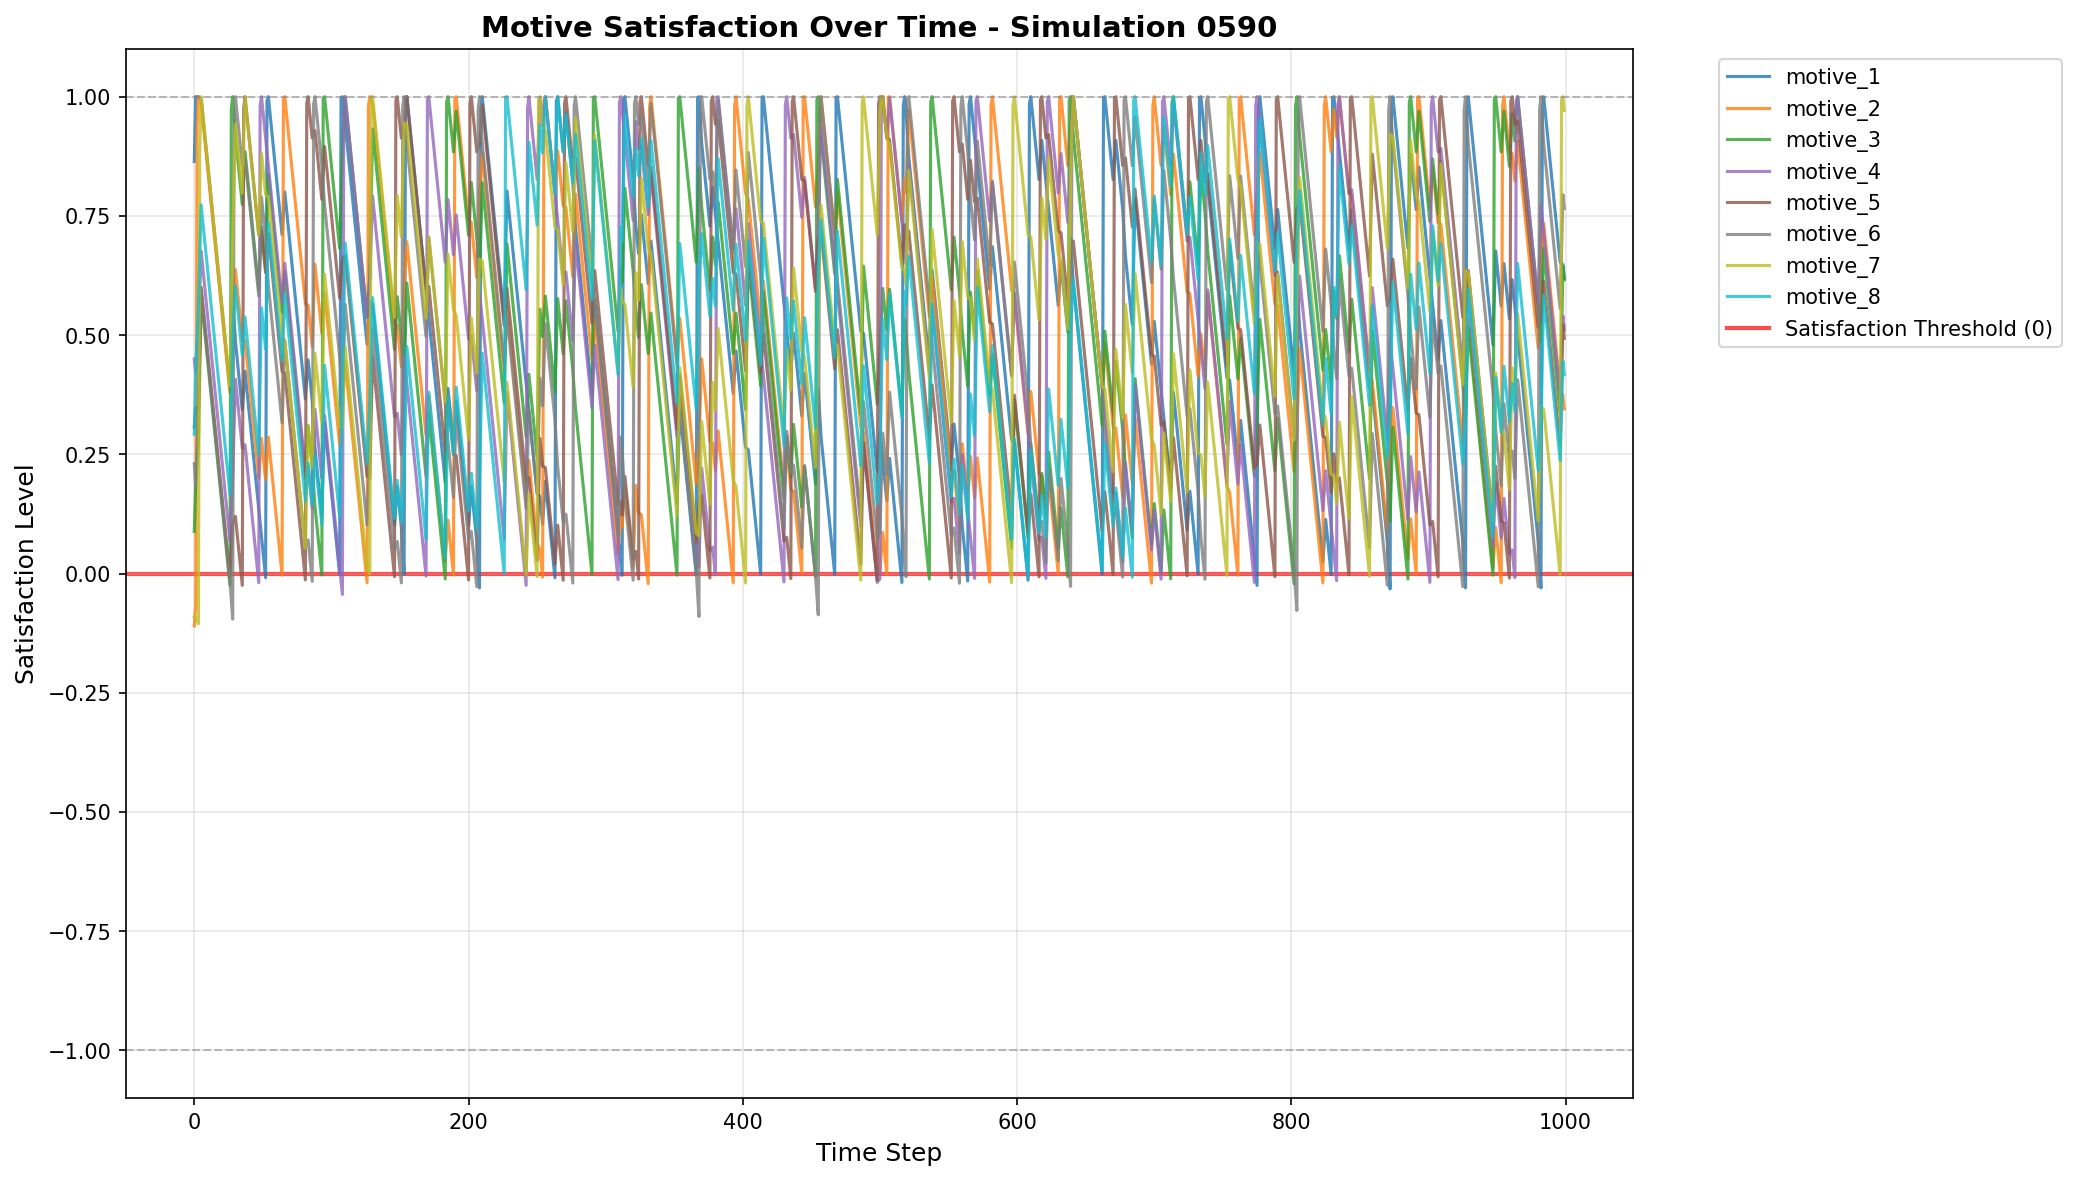 Motive Satisfaction Over Time - Simulation 0590
1.00
0.75
0.50
0.25
0.00
−0.25
−0.50
−0.75
−1.00
Satisfaction Level
0
200
400
600
800
1000
Time Step
motive_1
motive_2
motive_3
motive_4
motive_5
motive_6
motive_7
motive_8
Satisfaction Threshold (0)